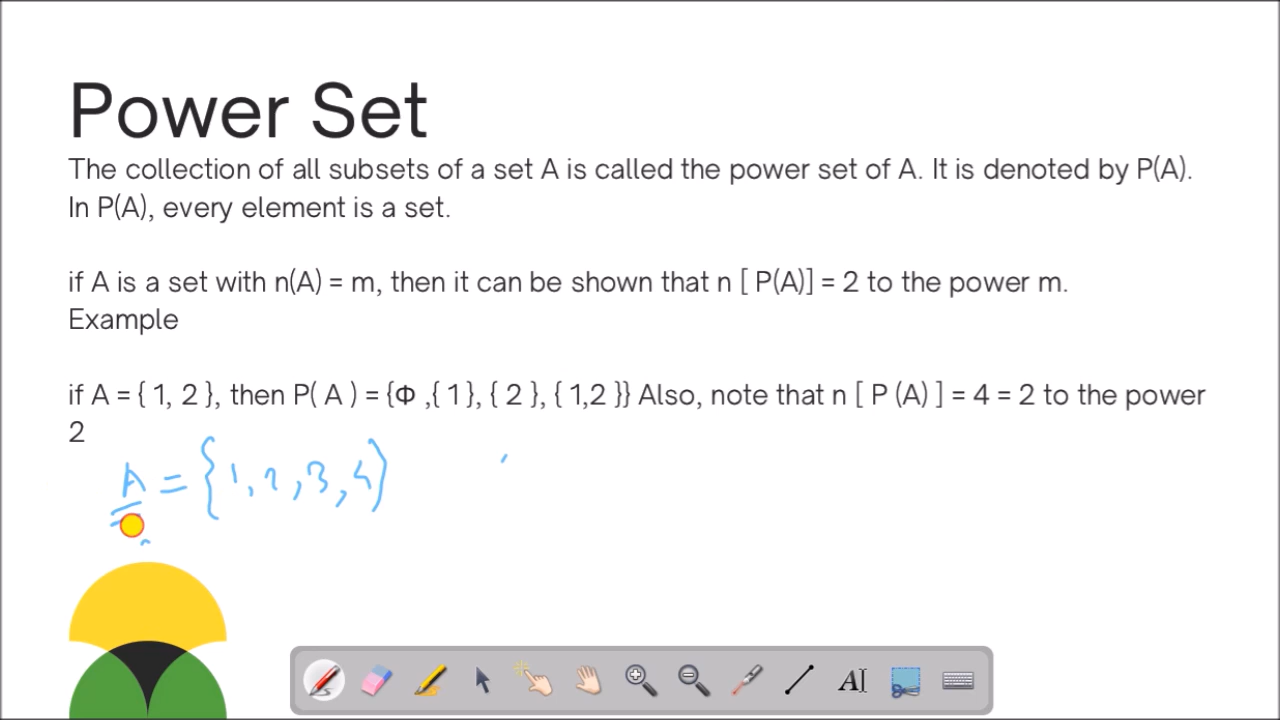 Power Set
The collection of all subsets of a set A is called the power set of A. It is denoted by P(A).
In P(A), every element is a set.
if A is a set with n(A) = m, then it can be shown that n [ P(A)] = 2 to the power m.
Example
if A = { 1, 2 }, then P( A ) = {Φ ,{ 1 }, { 2 }, { 1,2 }} Also, note that n [ P (A) ] = 4 = 2 to the power
2
A = {1, 2, 3, 4}
AI